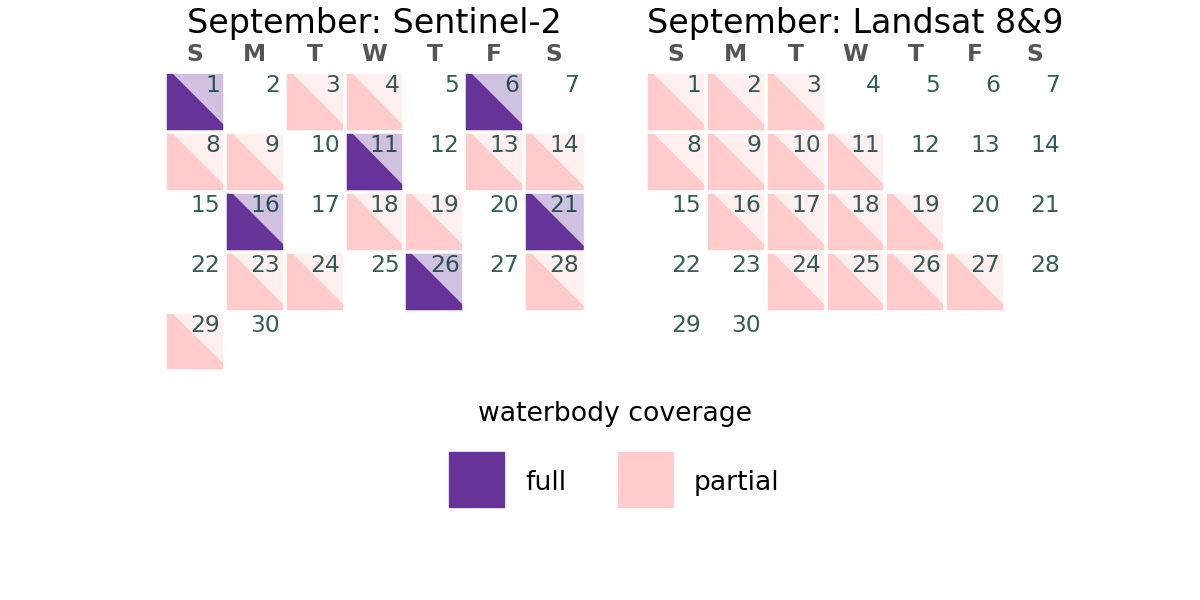 September: Sentinel-2
S M T W T F S
1 2 3 4 5 6 7
8 9 10 11 12 13 14
15 16 17 18 19 20 21
22 23 24 25 26 27 28
29 30
September: Landsat 8&9
S M T W T F S
1 2 3 4 5 6 7
8 9 10 11 12 13 14
15 16 17 18 19 20 21
22 23 24 25 26 27 28
29 30
waterbody coverage
full partial